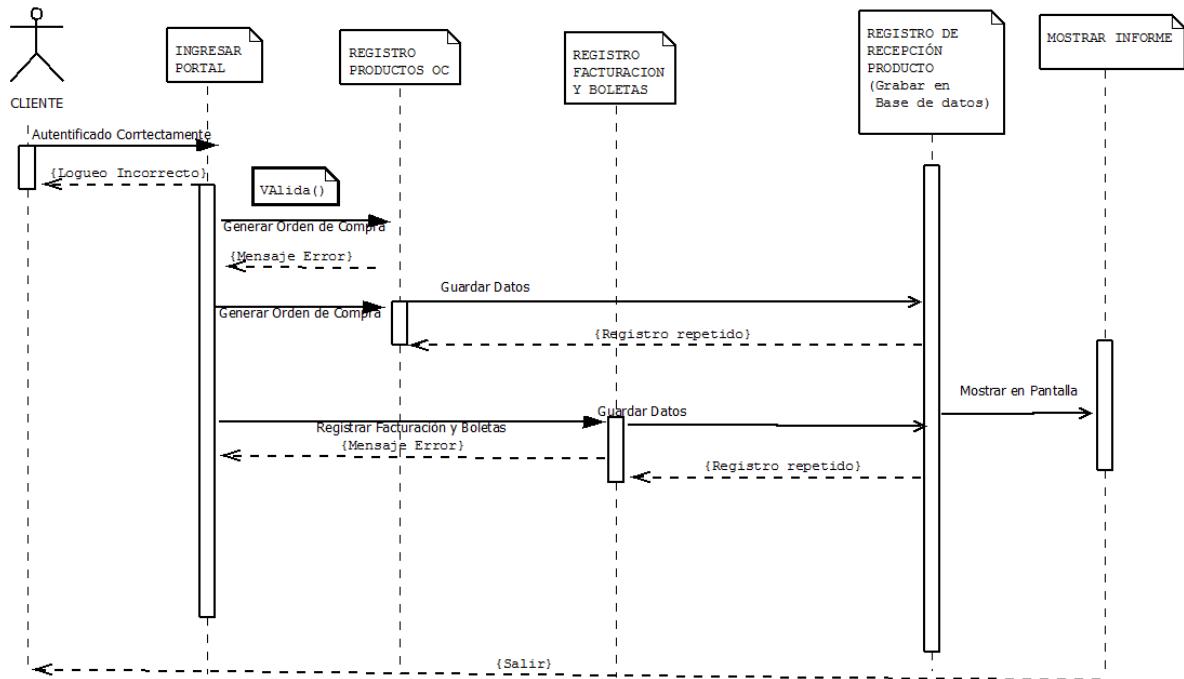 CLIENTE
INGRESAR
PORTAL
REGISTRO
PRODUCTOS OC
REGISTRO
FACTURACION
Y BOLETAS
REGISTRO DE
RECEPCIÓN
PRODUCTO
(Grabar en
Base de datos)
MOSTRAR INFORME
Autentificado Corrtectamente
{Logueo Incorrecto}
VAlida()
Generar Orden de Compra
{Mensaje Error}
Generar Orden de Compra
Guardar Datos
{Registro repetido}
Mostrar en Pantalla
Registrar Facturación y Boletas
Guardar Datos
{Mensaje Error}
{Registro repetido}
{Salir}